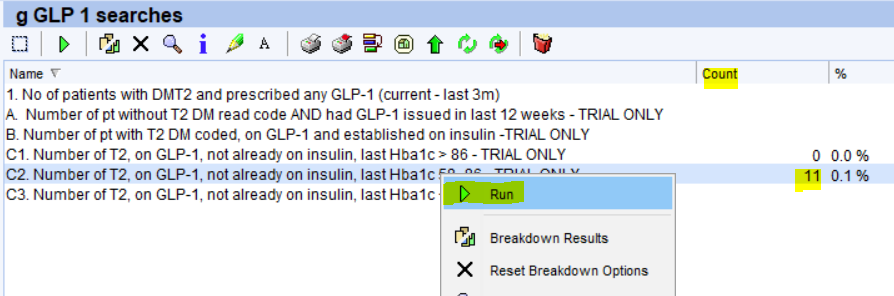 g GLP 1 searches
A
Name Count %
1. No of patients with DMT2 and prescribed any GLP-1 (current - last 3m)
A. Number of pt without T2 DM read code AND had GLP-1 issued in last 12 weeks - TRIAL ONLY
B. Number of pt with T2 DM coded, on GLP-1 and established on insulin -TRIAL ONLY
C1. Number of T2, on GLP-1, not already on insulin, last Hba1c > 86 - TRIAL ONLY 0 0.0 %
C2. Number of T2, on GLP-1, not already on insulin, last Hba1c 58-86 - TRIAL ONLY 11 0.1 %
C3. Number of T2, on GLP-1, not already on insulin, last Hba1c
Run
Breakdown Results
Reset Breakdown Options